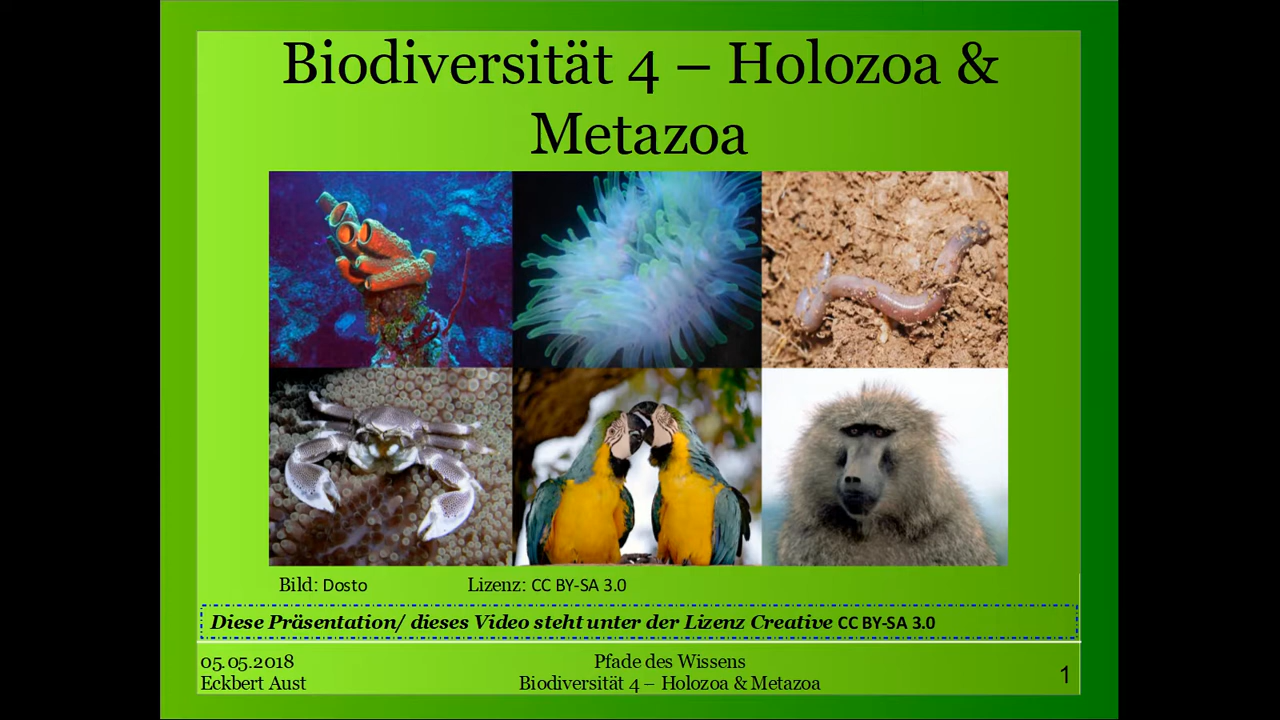 Biodiversität 4 – Holozoa &
Metazoa
Bild: Dosto Lizenz: CC BY-SA 3.0
Diese Präsentation/ dieses Video steht unter der Lizenz Creative CC BY-SA 3.0
05.05.2018 Pfade des Wissens
Eckbert Aust Biodiversität 4 – Holozoa & Metazoa 1